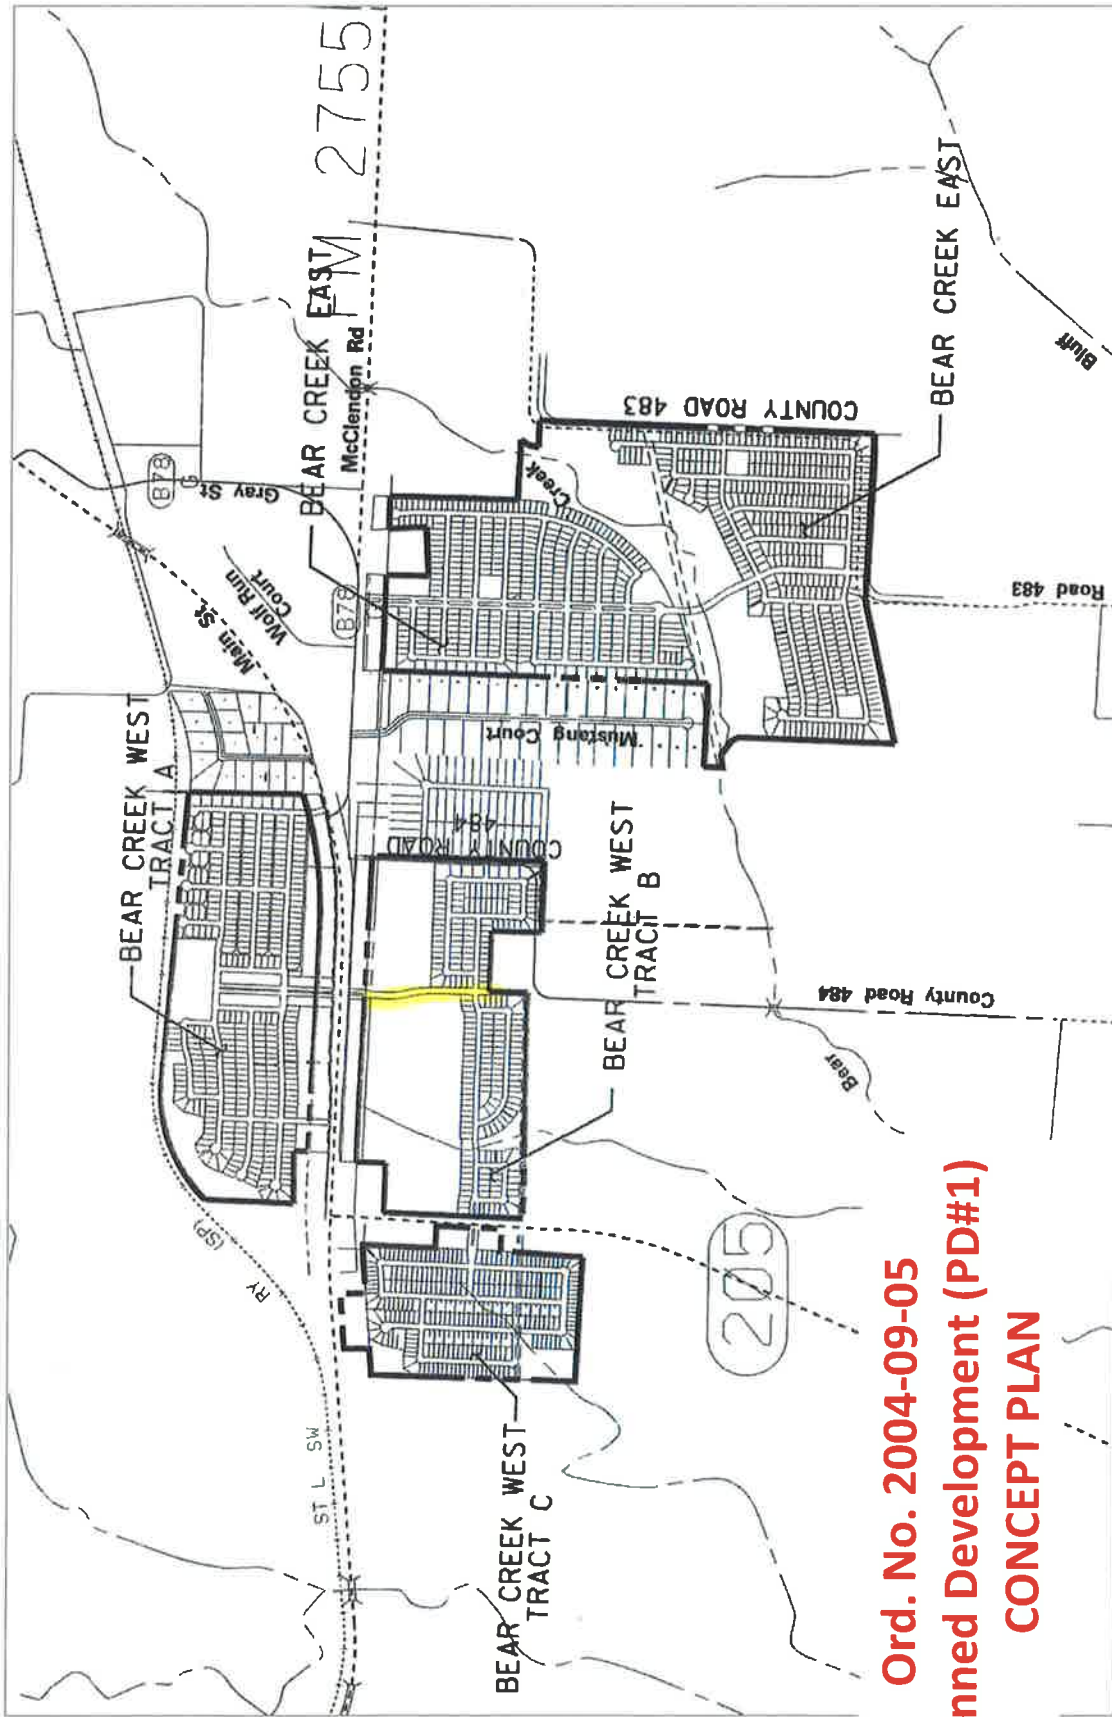 FM 2755
BEAR CREEK EAST
McClendon Rd
B78
G
Gray St
Wolf Run
Court
Main St
B78
BEAR CREEK WEST
TRACT A
COUNTY ROAD 483
Creek
BEAR CREEK EAST
Bluff
Road 483
Mustang Court
COUNTY ROAD
484
BEAR CREEK WEST
TRACT B
County Road 484
Bear
205
(SP)
RY
ST L SW
BEAR CREEK WEST
TRACT C
Ord. No. 2004-09-05
nned Development (PD#1)
CONCEPT PLAN